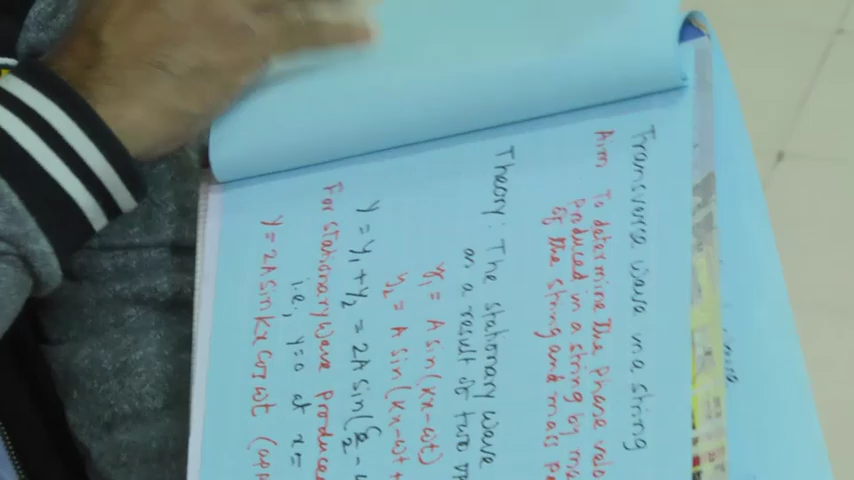 Transverse wave in a string
Aim To determine the phase velo
produced in a string by me
of the string and mass p
Theory: The stationary wave
as a result of two
y₁ = A sin(kx-ωt)
y₂ = A sin(kx-ωt+
y = y₁+y₂ = 2A sin(
For stationary wave produce
i.e; y=0 at x=
y=2A sin kx cos ωt (app